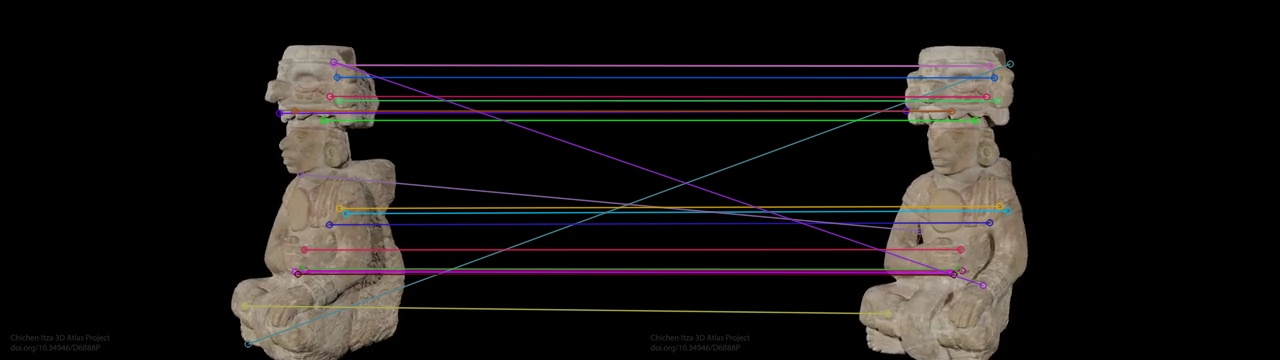 Chichen Itza 3D Atlas Project
doi.org/10.34946/D6B88P
Chichen Itza 3D Atlas Project
doi.org/10.34946/D6B88P